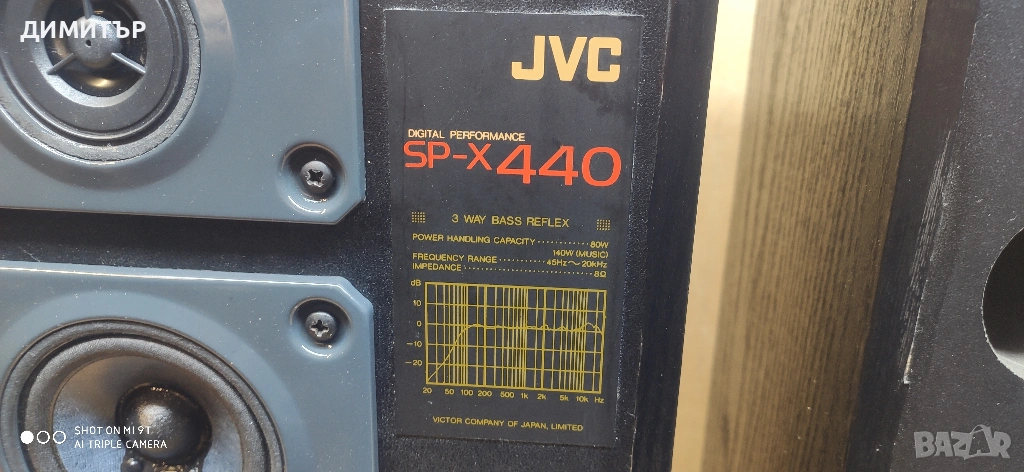 ДИМИТЪР
JVC
DIGITAL PERFORMANCE
SP-X440
3 WAY BASS REFLEX
POWER HANDLING CAPACITY ············ 80W
140W (MUSIC)
FREQUENCY RANGE ·············· 45Hz～20kHz
IMPEDANCE ······························ 8Ω
dB
10
0
−10
−20
20 50 100 200 500 1k 2k 5k 10k Hz
VICTOR COMPANY OF JAPAN, LIMITED
SHOT ON MI 9T
AI TRIPLE CAMERA
BAZAR